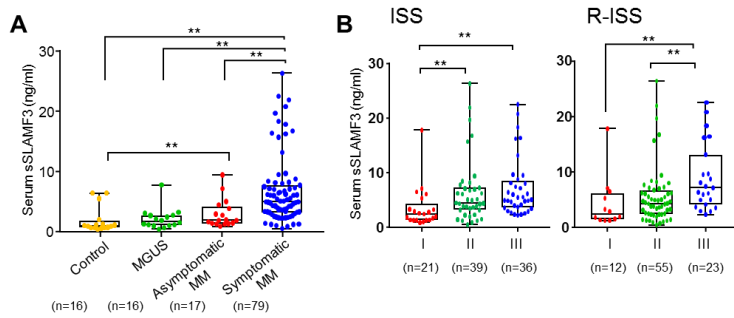 A
**
**
**
**
Serum sSLAMF3 (ng/ml)
30
20
10
0
Control
MGUS
Asymptomatic
MM
Symptomatic
MM
(n=16)
(n=16)
(n=17)
(n=79)
B
ISS
**
**
Serum sSLAMF3 (ng/ml)
30
20
10
0
I
II
III
(n=21)
(n=39)
(n=36)
R-ISS
**
**
30
20
10
0
I
II
III
(n=12)
(n=55)
(n=23)